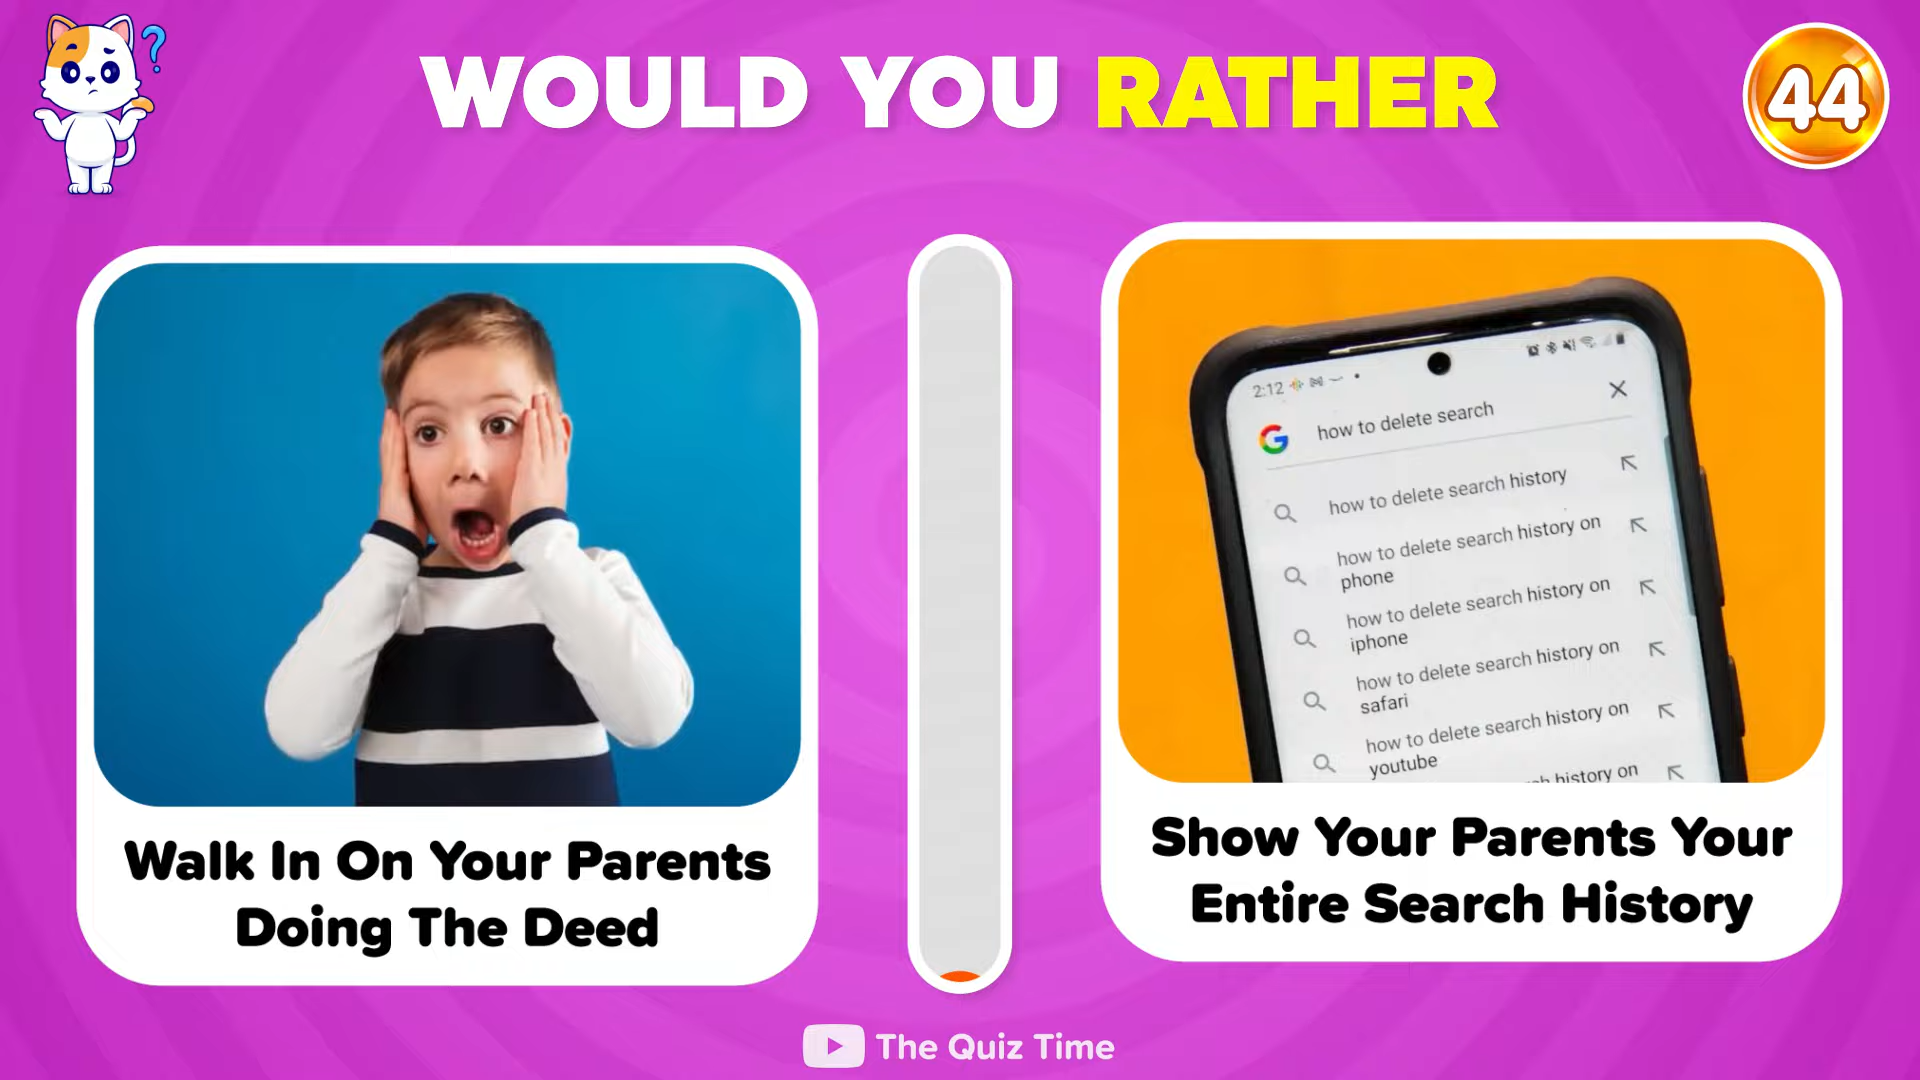 ?
WOULD YOU RATHER
44
Walk In On Your Parents
Doing The Deed
2:12
how to delete search
how to delete search history
how to delete search history on
phone
how to delete search history on
iphone
how to delete search history on
safari
how to delete search history on
youtube
history on
Show Your Parents Your
Entire Search History
The Quiz Time